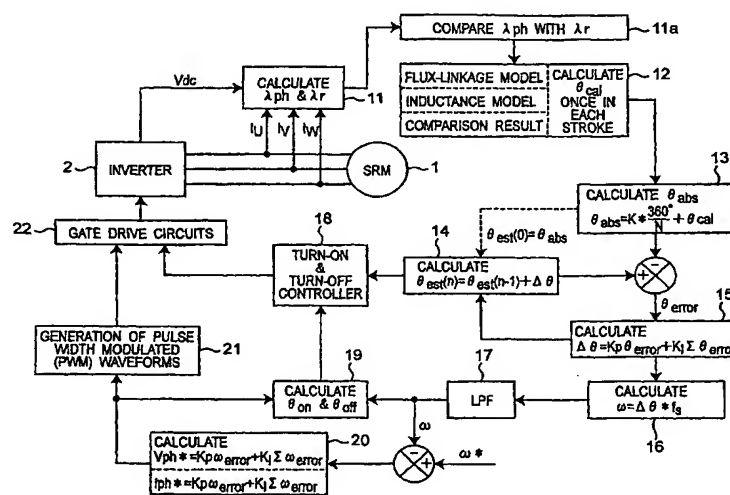 COMPARE λph WITH λr
11a
Vdc
CALCULATE
λph & λr
11
FLUX-LINKAGE MODEL
INDUCTANCE MODEL
COMPARISON RESULT
CALCULATE
θcal
ONCE IN
EACH
STROKE
12
IU
IV
IW
2
INVERTER
SRM
1
13
CALCULATE θabs
θabs=K*360°/N+θcal
22
GATE DRIVE CIRCUITS
18
TURN-ON
&
TURN-OFF
CONTROLLER
14
θest(0)=θabs
CALCULATE
θest(n)=θest(n-1)+Δθ
+
-
θerror
15
CALCULATE
Δθ=Kpθerror+KIΣθerror
GENERATION OF PULSE
WIDTH MODULATED
(PWM) WAVEFORMS
21
19
CALCULATE
θon & θoff
17
LPF
CALCULATE
ω=Δθ*fs
16
ω
20
CALCULATE
Vph*=Kpωerror+KIΣωerror
Iph*=Kpωerror+KIΣωerror
-
+
ω*